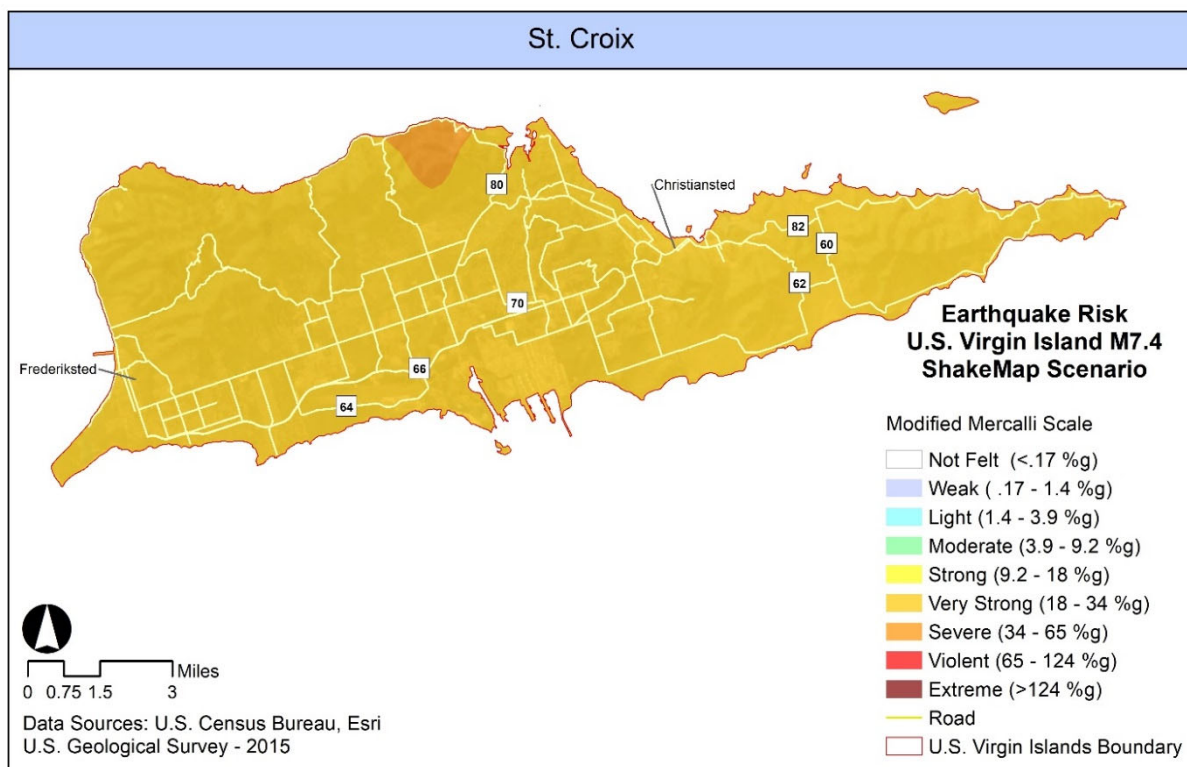 St. Croix
Christiansted
80
82
60
62
70
Earthquake Risk
U.S. Virgin Island M7.4
ShakeMap Scenario
Frederiksted
66
64
Modified Mercalli Scale
Not Felt (<.17 %g)
Weak ( .17 - 1.4 %g)
Light (1.4 - 3.9 %g)
Moderate (3.9 - 9.2 %g)
Strong (9.2 - 18 %g)
Very Strong (18 - 34 %g)
Severe (34 - 65 %g)
Violent (65 - 124 %g)
Extreme (>124 %g)
Road
U.S. Virgin Islands Boundary
Miles
0 0.75 1.5 3
Data Sources: U.S. Census Bureau, Esri
U.S. Geological Survey - 2015